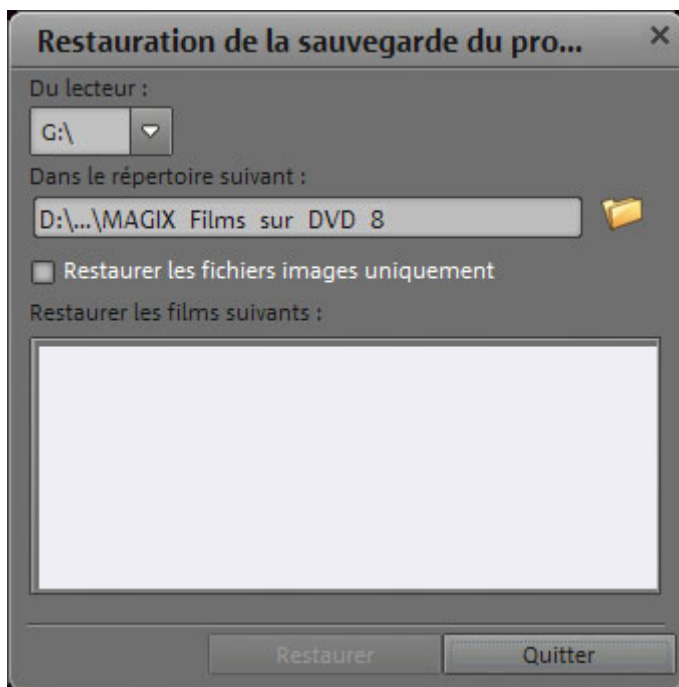 Restauration de la sauvegarde du pro...
Du lecteur :
G:\
Dans le répertoire suivant :
D:\...\MAGIX Films sur DVD 8
Restaurer les fichiers images uniquement
Restaurer les films suivants :
Restaurer
Quitter